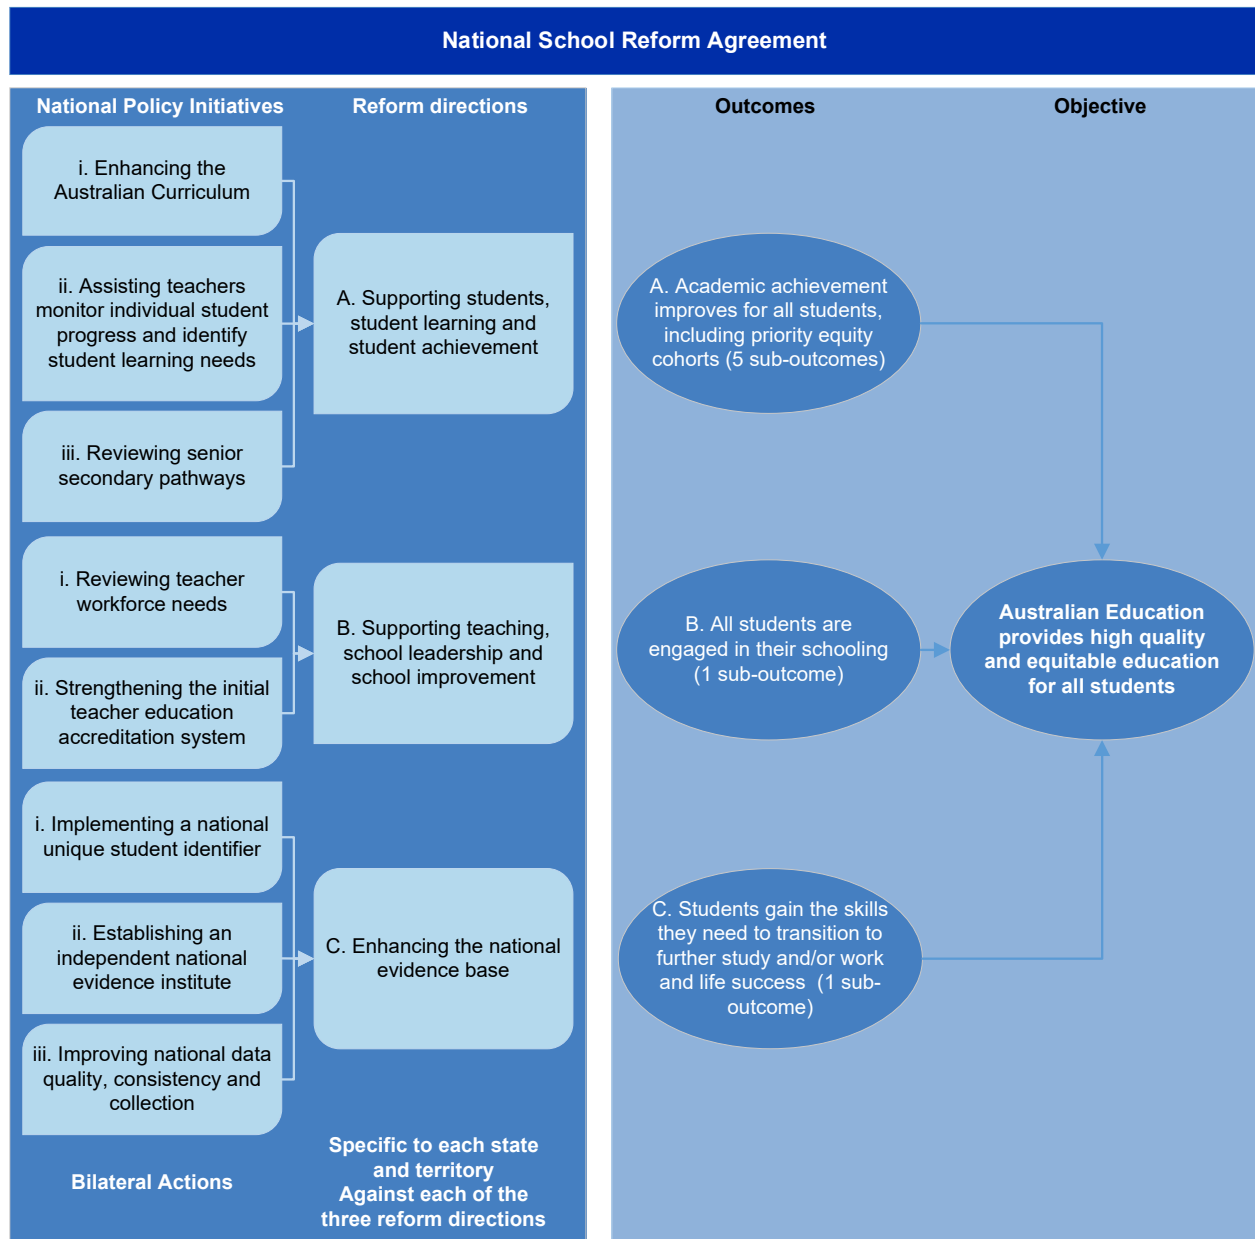 National School Reform Agreement
National Policy Initiatives
Reform directions
i. Enhancing the
Australian Curriculum
ii. Assisting teachers
monitor individual student
progress and identify
student learning needs
iii. Reviewing senior
secondary pathways
A. Supporting students,
student learning and
student achievement
i. Reviewing teacher
workforce needs
ii. Strengthening the initial
teacher education
accreditation system
B. Supporting teaching,
school leadership and
school improvement
i. Implementing a national
unique student identifier
ii. Establishing an
independent national
evidence institute
iii. Improving national data
quality, consistency and
collection
C. Enhancing the national
evidence base
Bilateral Actions
Specific to each state
and territory
Against each of the
three reform directions
Outcomes
Objective
A. Academic achievement
improves for all students,
including priority equity
cohorts (5 sub-outcomes)
B. All students are
engaged in their schooling
(1 sub-outcome)
C. Students gain the skills
they need to transition to
further study and/or work
and life success (1 sub-
outcome)
Australian Education
provides high quality
and equitable education
for all students